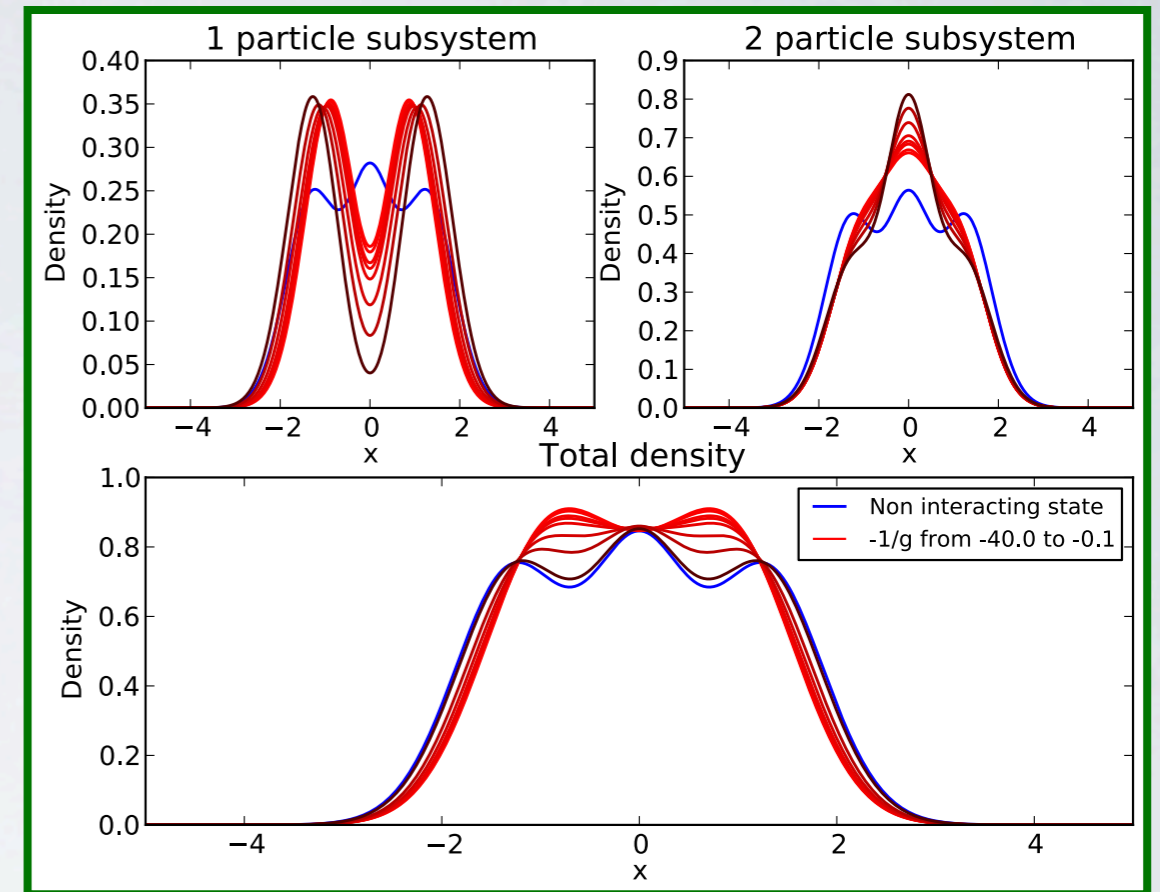 1 particle subsystem
0.40
0.35
0.30
0.25
0.20
0.15
0.10
0.05
0.00
Density
−4 −2 0 2 4
x
2 particle subsystem
0.9
0.8
0.7
0.6
0.5
0.4
0.3
0.2
0.1
0.0
Density
−4 −2 0 2 4
x
Total density
1.0
0.8
0.6
0.4
0.2
0.0
Density
Non interacting state
-1/g from -40.0 to -0.1
−4 −2 0 2 4
x